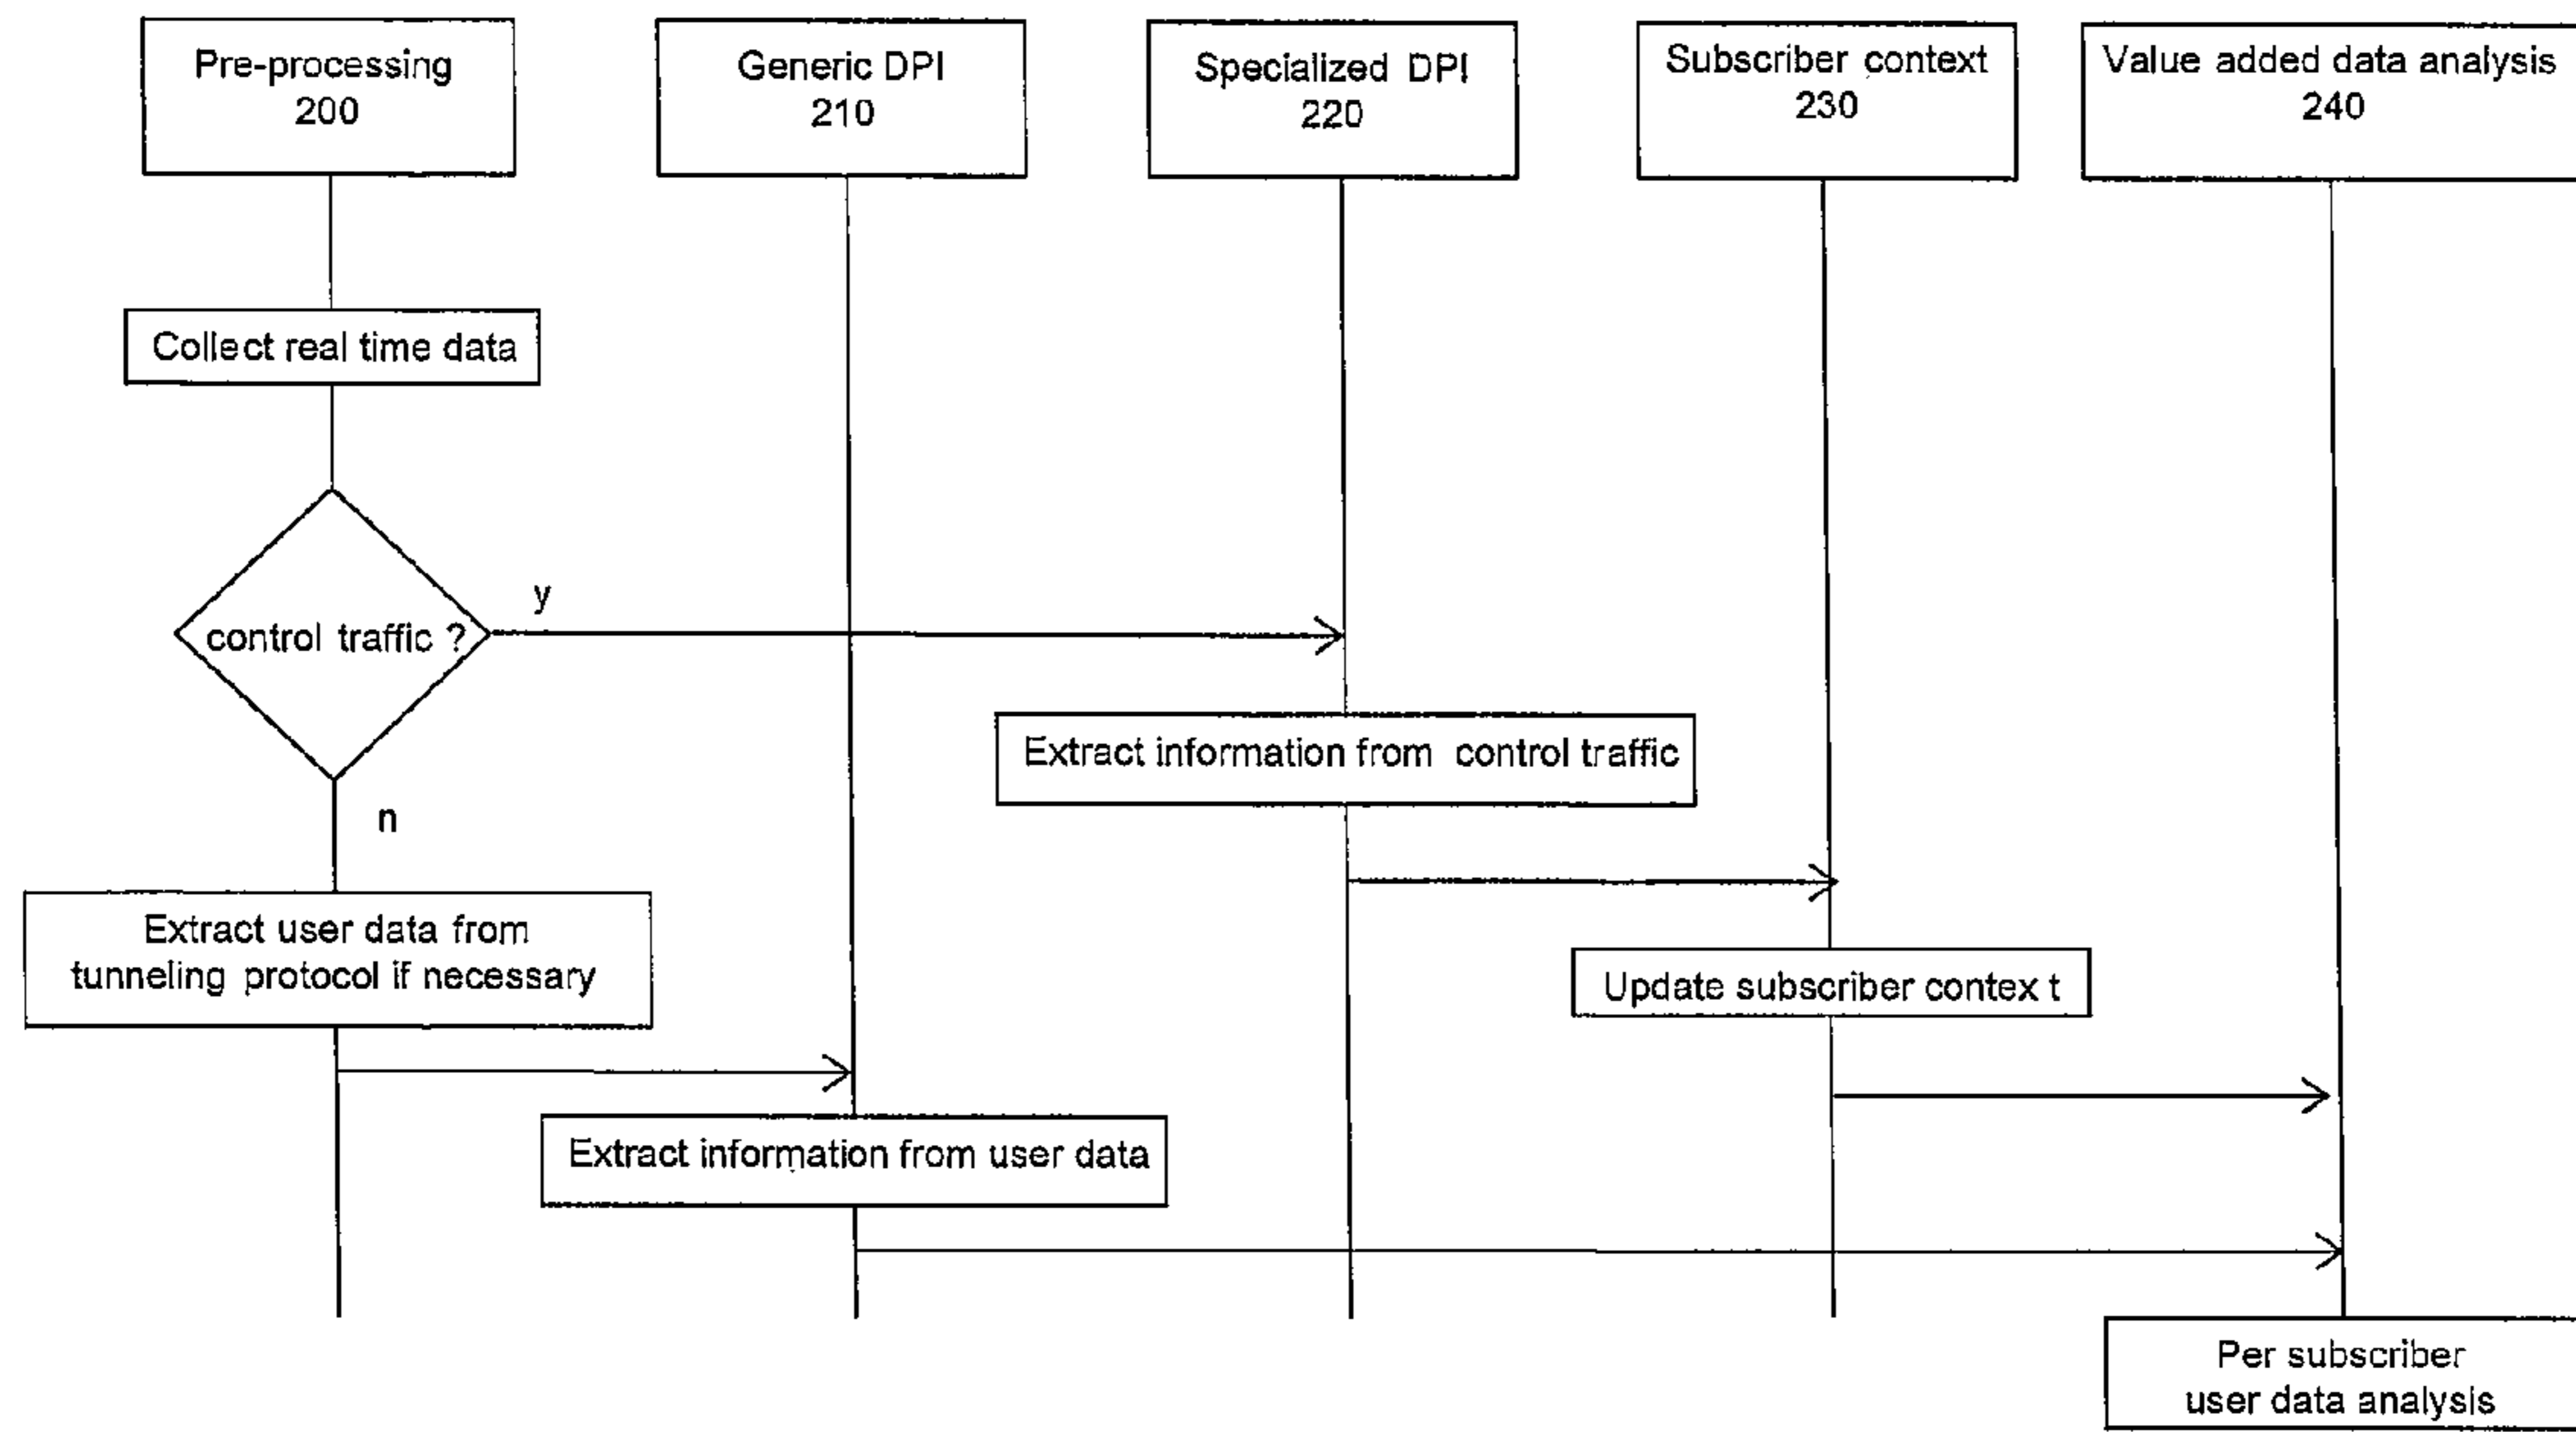 Pre-processing
200
Generic DPI
210
Specialized DPI
220
Subscriber context
230
Value added data analysis
240
Collect real time data
control traffic ?
y
n
Extract information from control traffic
Extract user data from
tunneling protocol if necessary
Update subscriber contex t
Extract information from user data
Per subscriber
user data analysis